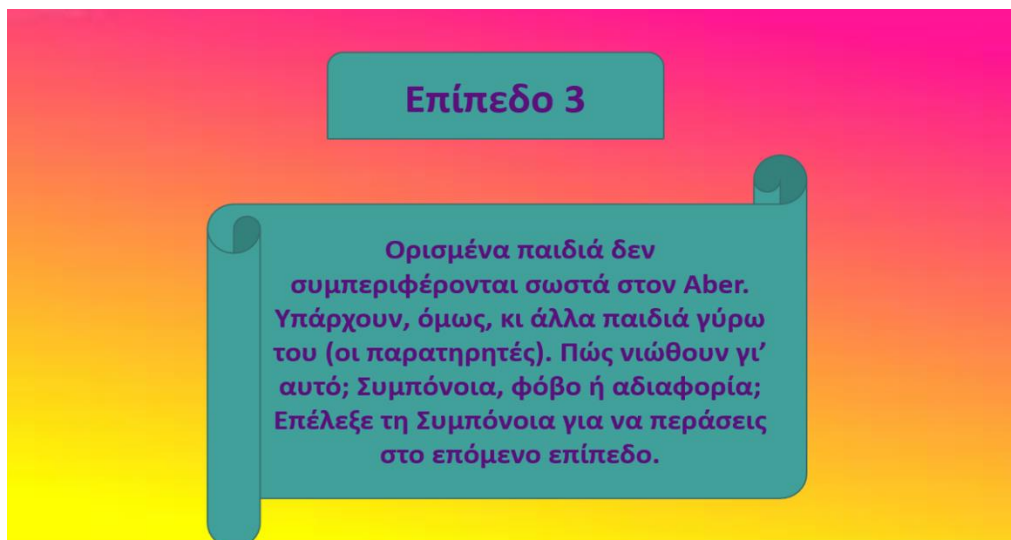 Επίπεδο 3
Ορισμένα παιδιά δεν
συμπεριφέρονται σωστά στον Aber.
Υπάρχουν, όμως, κι άλλα παιδιά γύρω
του (οι παρατηρητές). Πώς νιώθουν γι’
αυτό; Συμπόνοια, φόβο ή αδιαφορία;
Επέλεξε τη Συμπόνοια για να περάσεις
στο επόμενο επίπεδο.